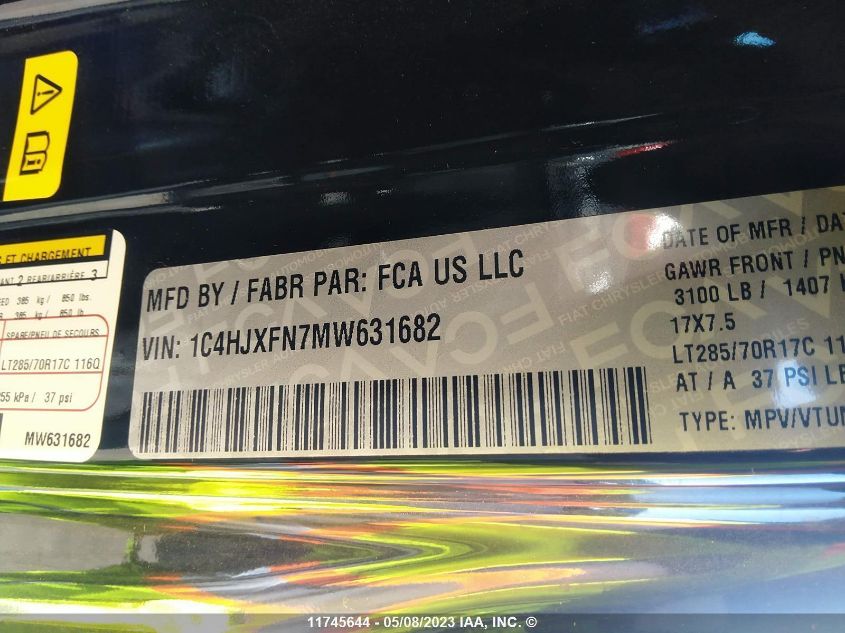 S ET CHARGEMENT
ANT 2 REAR/ARRIÈRE 3
EED 385 kg / 850 lbs.
385 kg / 850 lb.
SPARE/PNEU DE SECOURS
LT285/70R17C 116Q
255 kPa / 37 psi
MW631682
MFD BY / FABR PAR: FCA US LLC
VIN: 1C4HJXFN7MW631682
DATE OF MFR / DAT
GAWR FRONT / PN
3100 LB / 1407
17X7.5
LT285/70R17C 11
AT / A 37 PSI
TYPE: MPV/VTU
11745644 - 05/08/2023 IAA, INC. ©